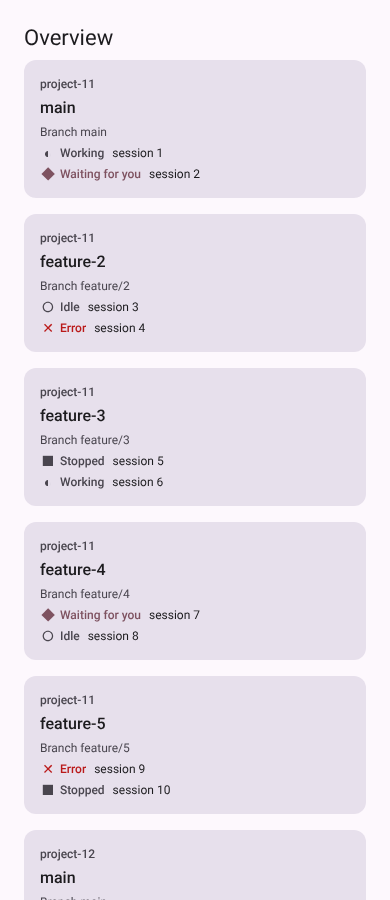 Overview
project-11
main
Branch main
Working session 1
Waiting for you session 2
project-11
feature-2
Branch feature/2
Idle session 3
Error session 4
project-11
feature-3
Branch feature/3
Stopped session 5
Working session 6
project-11
feature-4
Branch feature/4
Waiting for you session 7
Idle session 8
project-11
feature-5
Branch feature/5
Error session 9
Stopped session 10
project-12
main